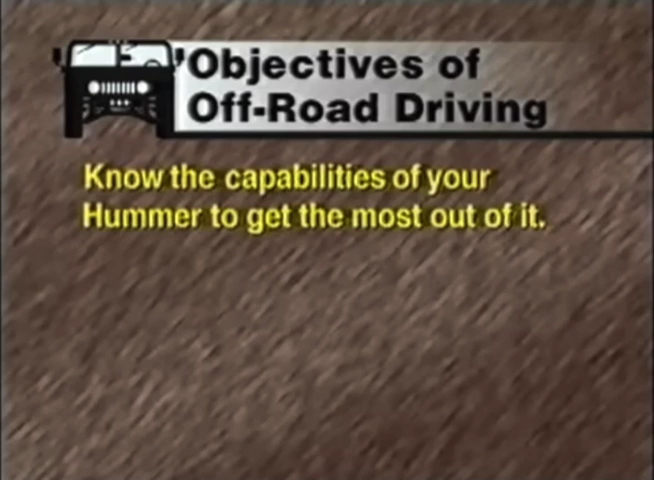 Objectives of
Off-Road Driving
Know the capabilities of your
Hummer to get the most out of it.